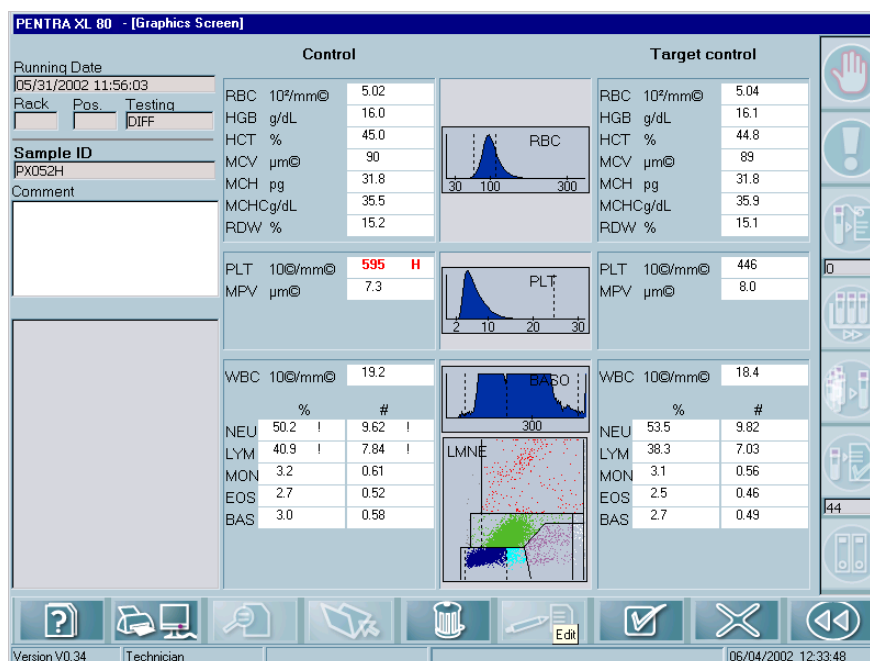 PENTRA XL 80 - [Graphics Screen]
Control
Target control
Running Date
05/31/2002 11:56:03
Rack Pos. Testing
DIFF
Sample ID
PX052H
Comment
RBC 10²/mm© 5.02
HGB g/dL 16.0
HCT % 45.0
MCV µm© 90
MCH pg 31.8
MCHCg/dL 35.5
RDW % 15.2
RBC
30 100 300
RBC 10²/mm© 5.04
HGB g/dL 16.1
HCT % 44.8
MCV µm© 89
MCH pg 31.8
MCHCg/dL 35.9
RDW % 15.1
PLT 10©/mm© 595 H
MPV µm© 7.3
PLT
2 10 20 30
PLT 10©/mm© 446
MPV µm© 8.0
0
WBC 10©/mm© 19.2
% #
NEU 50.2 ! 9.62 !
LYM 40.9 ! 7.84 !
MON 3.2 0.61
EOS 2.7 0.52
BAS 3.0 0.58
BASO
300
LMNE
WBC 10©/mm© 18.4
% #
NEU 53.5 9.82
LYM 38.3 7.03
MON 3.1 0.56
EOS 2.5 0.46
BAS 2.7 0.49
44
?
Edit
Version V0.34 Technician 06/04/2002 12:33:48